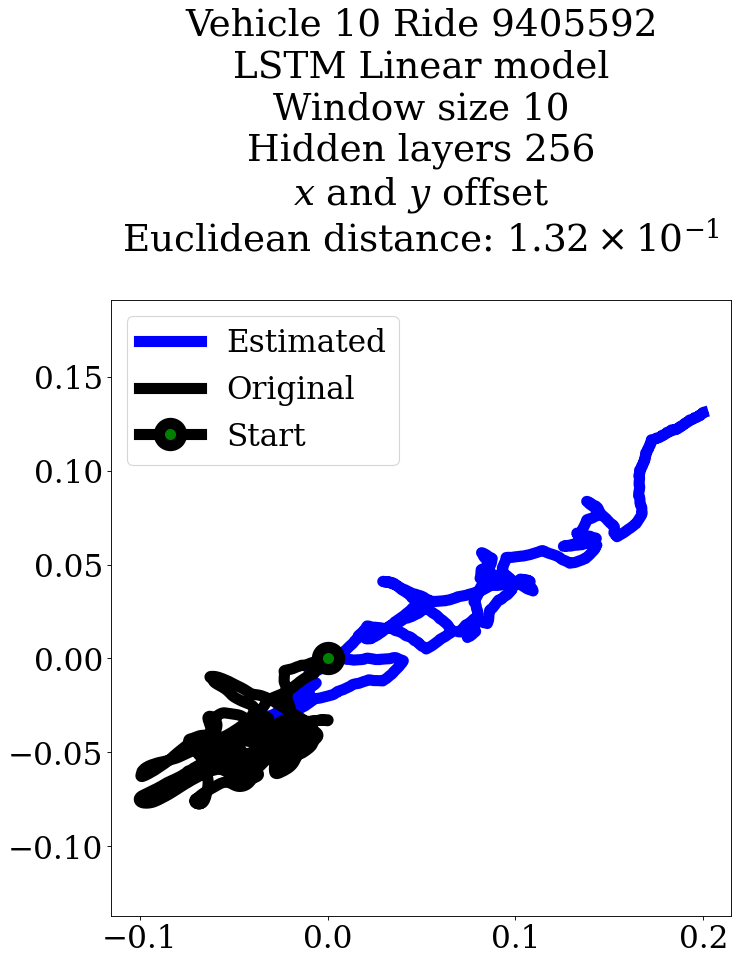 Vehicle 10 Ride 9405592
LSTM Linear model
Window size 10
Hidden layers 256
x and y offset
Euclidean distance: 1.32 × 10⁻¹
Estimated
Original
Start
0.15
0.10
0.05
0.00
−0.05
−0.10
−0.1
0.0
0.1
0.2